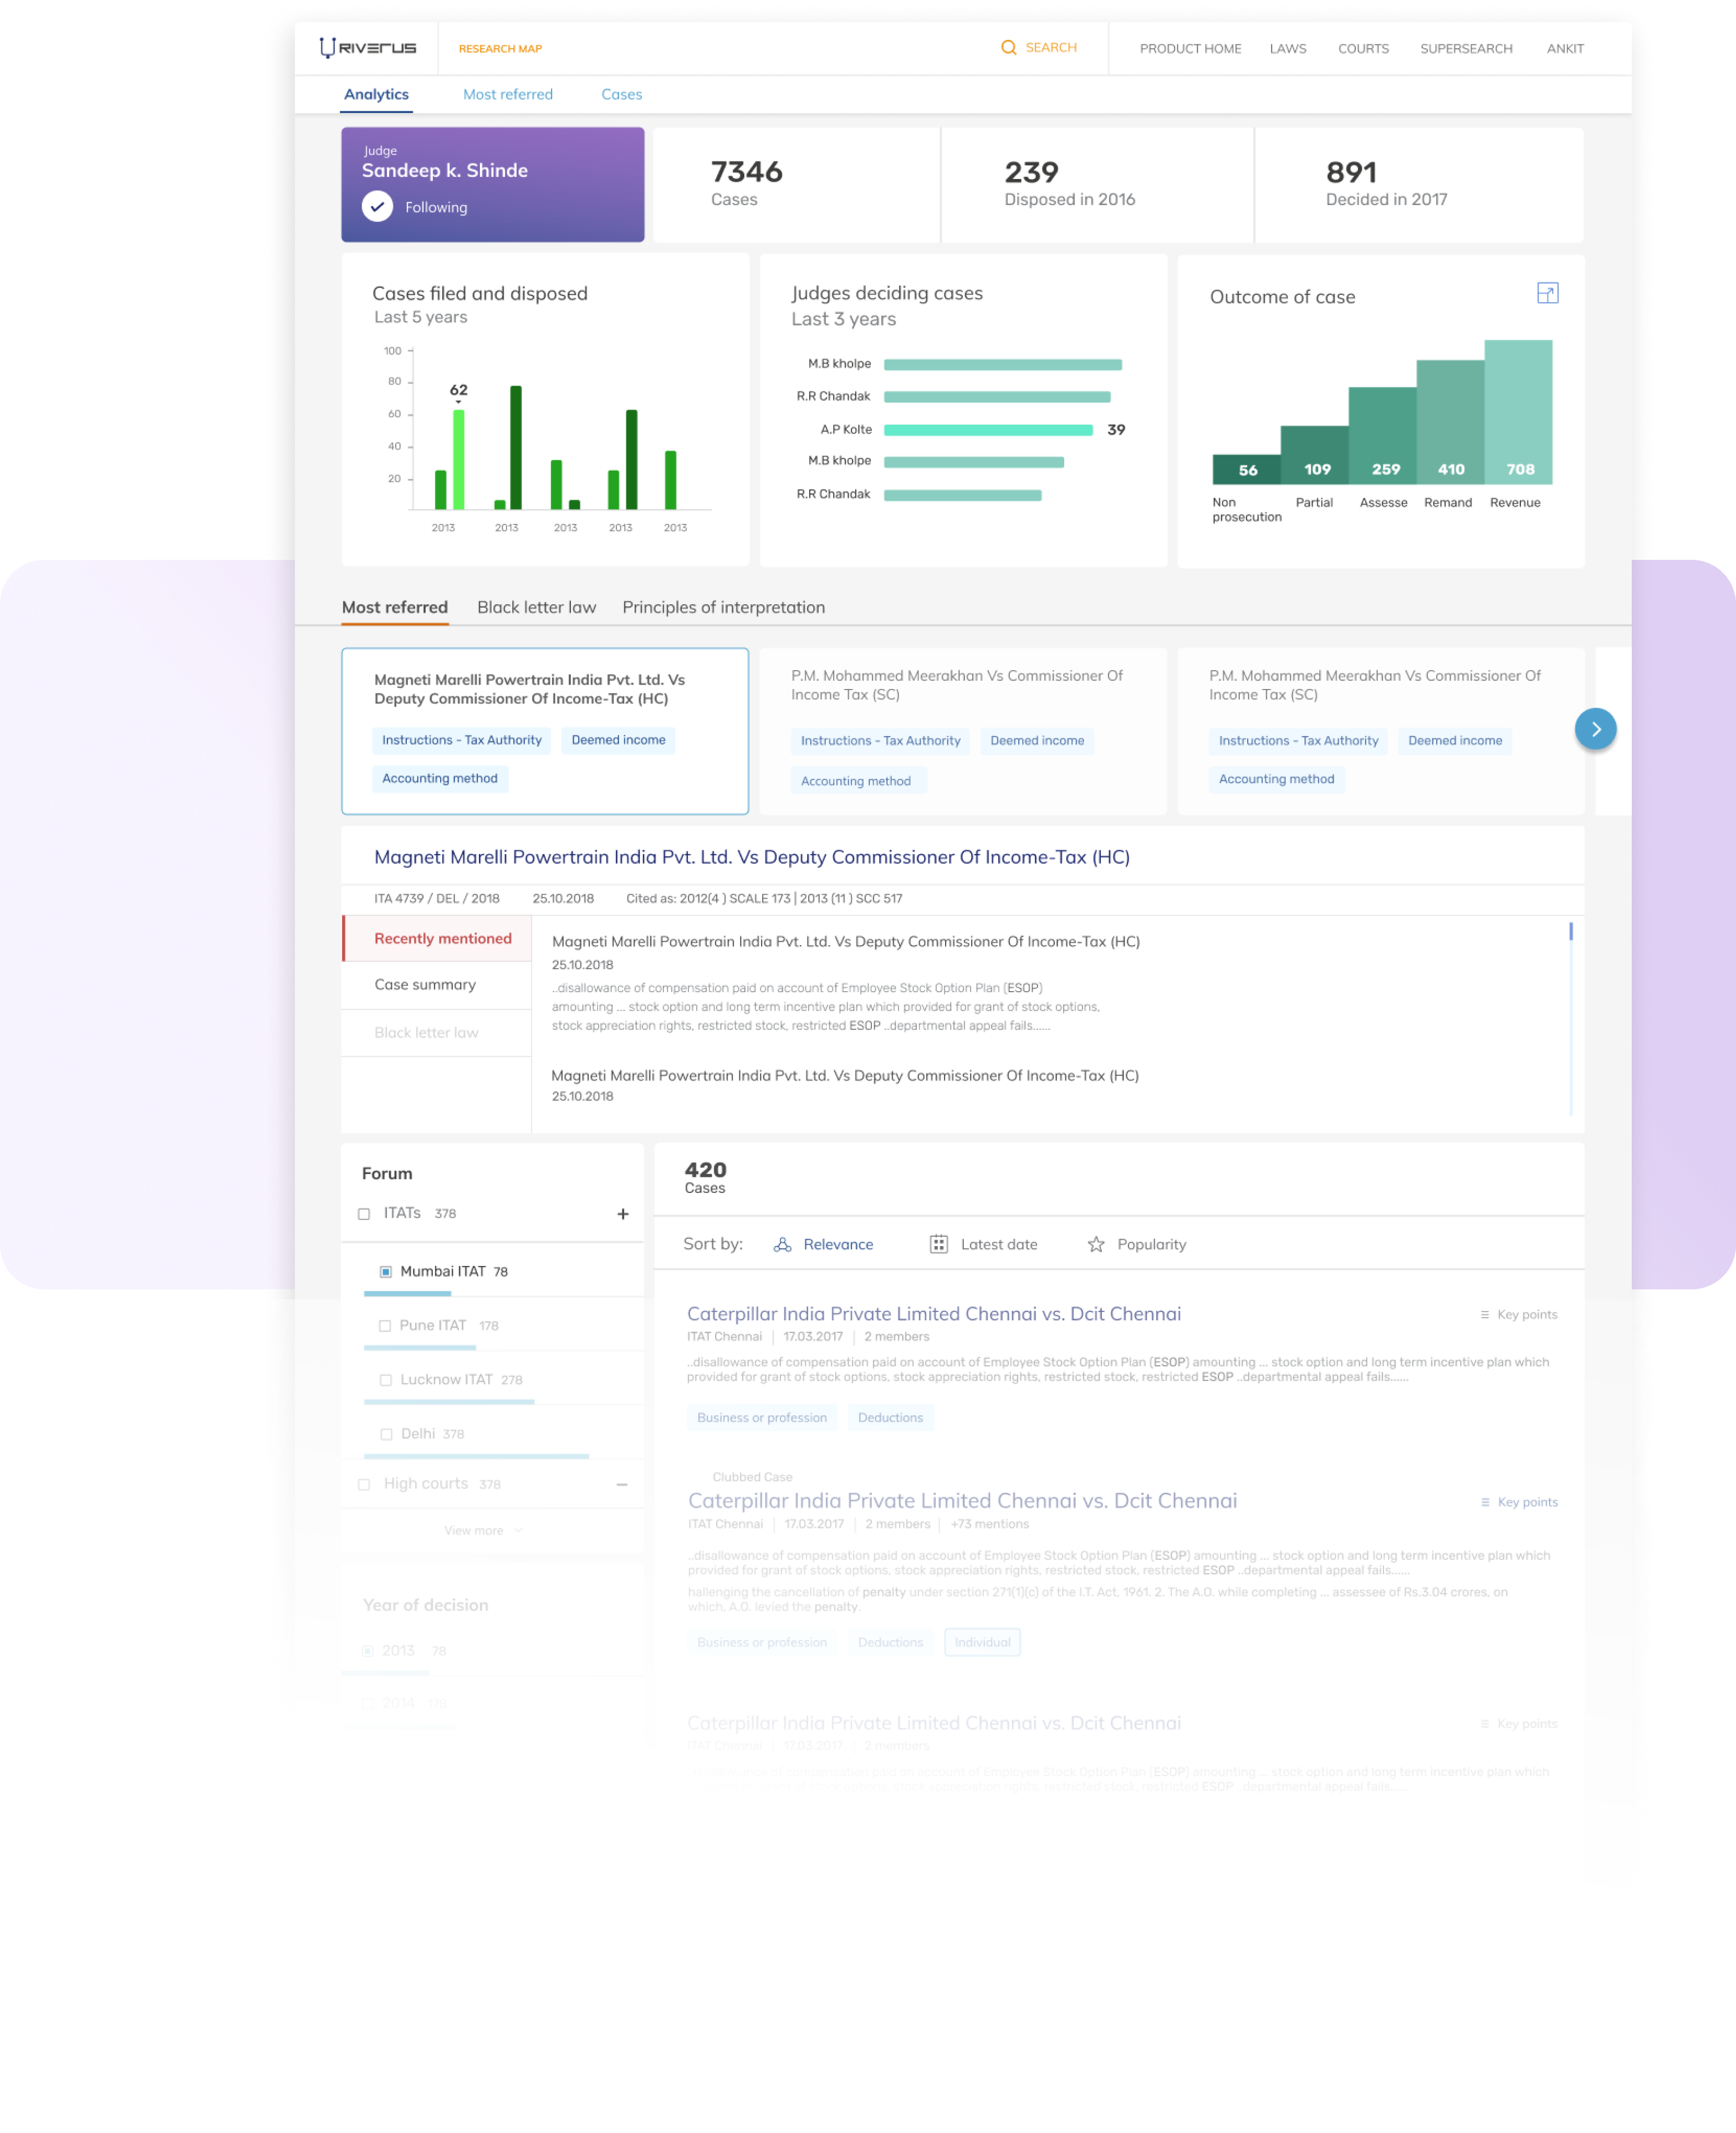 RIVERUS
RESEARCH MAP
SEARCH
PRODUCT HOME
LAWS
COURTS
SUPERSEARCH
ANKIT
Analytics
Most referred
Cases
Judge
Sandeep k. Shinde
Following
7346
Cases
239
Disposed in 2016
891
Decided in 2017
Cases filed and disposed
Last 5 years
100
80
60
40
20
62
2013
2013
2013
2013
2013
Judges deciding cases
Last 3 years
M.B kholpe
R.R Chandak
A.P Kolte
39
M.B kholpe
R.R Chandak
Outcome of case
56
109
259
410
708
Non
prosecution
Partial
Assesse
Remand
Revenue
Most referred
Black letter law
Principles of interpretation
Magneti Marelli Powertrain India Pvt. Ltd. Vs
Deputy Commissioner Of Income-Tax (HC)
Instructions - Tax Authority
Deemed income
Accounting method
P.M. Mohammed Meerakhan Vs Commissioner Of
Income Tax (SC)
Instructions - Tax Authority
Deemed income
Accounting method
P.M. Mohammed Meerakhan Vs Commissioner Of
Income Tax (SC)
Instructions - Tax Authority
Deemed income
Accounting method
Magneti Marelli Powertrain India Pvt. Ltd. Vs Deputy Commissioner Of Income-Tax (HC)
ITA 4739 / DEL / 2018
25.10.2018
Cited as: 2012(4 ) SCALE 173 | 2013 (11 ) SCC 517
Recently mentioned
Case summary
Black letter law
Magneti Marelli Powertrain India Pvt. Ltd. Vs Deputy Commissioner Of Income-Tax (HC)
25.10.2018
..disallowance of compensation paid on account of Employee Stock Option Plan (ESOP)
amounting ... stock option and long term incentive plan which provided for grant of stock options,
stock appreciation rights, restricted stock, restricted ESOP ..departmental appeal fails......
Magneti Marelli Powertrain India Pvt. Ltd. Vs Deputy Commissioner Of Income-Tax (HC)
25.10.2018
Forum
ITATs 378
Mumbai ITAT 78
Pune ITAT 178
Lucknow ITAT 278
Delhi 378
High courts 378
View more
Year of decision
2013 78
2014 178
420
Cases
Sort by:
Relevance
Latest date
Popularity
Caterpillar India Private Limited Chennai vs. Dcit Chennai
Key points
ITAT Chennai | 17.03.2017 | 2 members
..disallowance of compensation paid on account of Employee Stock Option Plan (ESOP) amounting ... stock option and long term incentive plan which
provided for grant of stock options, stock appreciation rights, restricted stock, restricted ESOP ..departmental appeal fails......
Business or profession
Deductions
Clubbed Case
Caterpillar India Private Limited Chennai vs. Dcit Chennai
Key points
ITAT Chennai | 17.03.2017 | 2 members | +73 mentions
..disallowance of compensation paid on account of Employee Stock Option Plan (ESOP) amounting ... stock option and long term incentive plan which
provided for grant of stock options, stock appreciation rights, restricted stock, restricted ESOP ..departmental appeal fails......
hallenging the cancellation of penalty under section 271(1)(c) of the I.T. Act, 1961. 2. The A.O. while completing ... assessee of Rs.3.04 crores, on
which, A.O. levied the penalty.
Business or profession
Deductions
Individual
Caterpillar India Private Limited Chennai vs. Dcit Chennai
Key points
ITAT Chennai | 17.03.2017 | 2 members
..disallowance of compensation paid on account of Employee Stock Option Plan (ESOP) amounting ... stock option and long term incentive plan which
provided for grant of stock options, stock appreciation rights, restricted stock, restricted ESOP ..departmental appeal fails......